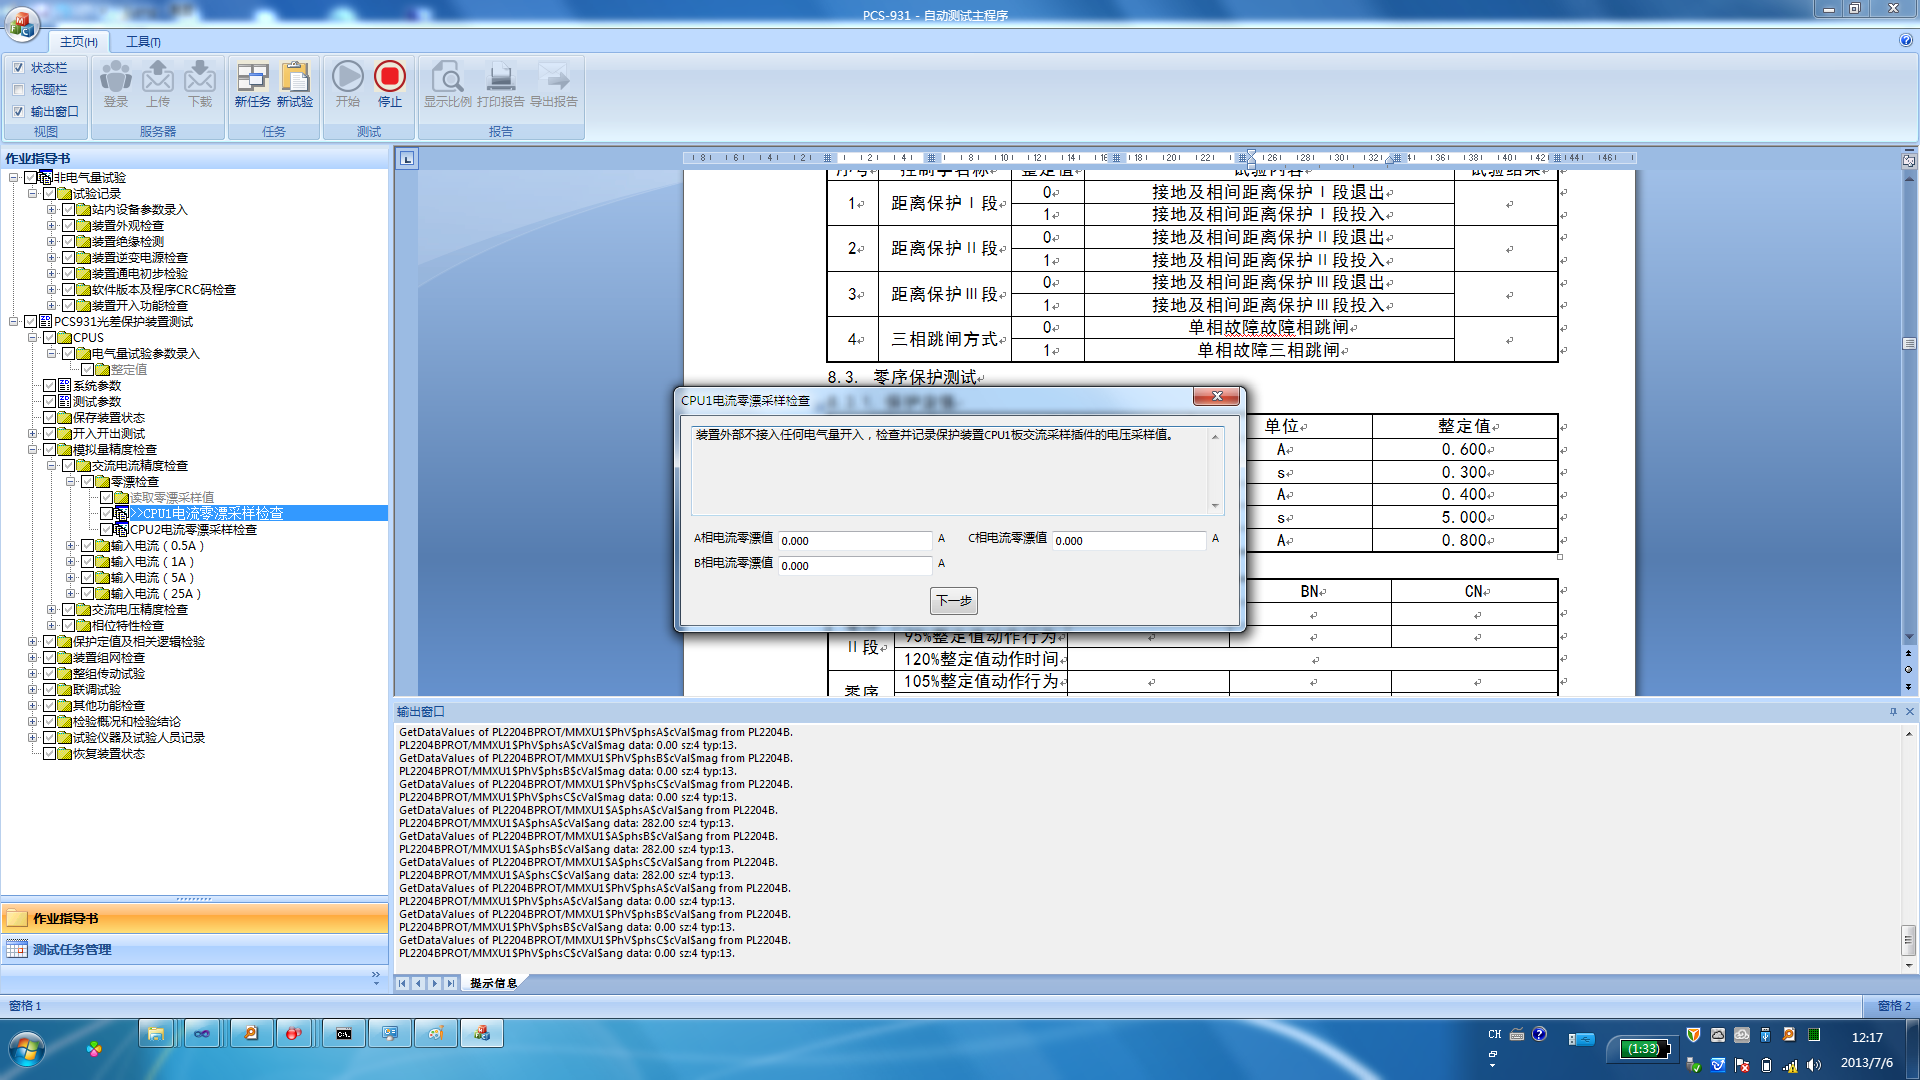 PCS-931 - 自动测试主程序
主页(H)
工具(T)
状态栏
标题栏
输出窗口
视图
登录
上传
下载
服务器
新任务
新试验
任务
开始
停止
测试
显示比例
打印报告
导出报告
报告
作业指导书
非电气量试验
试验记录
站内设备参数录入
装置外观检查
装置绝缘检测
装置逆变电源检查
装置通电初步检验
软件版本及程序CRC码检查
装置开入功能检查
PCS931光差保护装置测试
CPUS
电气量试验参数录入
整定值
系统参数
测试参数
保存装置状态
开入开出测试
模拟量精度检查
交流电流精度检查
零漂检查
读取零漂采样值
>>CPU1电流零漂采样检查
CPU2电流零漂采样检查
输入电流（0.5A）
输入电流（1A）
输入电流（5A）
输入电流（25A）
交流电压精度检查
相位特性检查
保护定值及相关逻辑检验
装置组网检查
整组传动试验
联调试验
其他功能检查
检验概况和检验结论
试验仪器及试验人员记录
恢复装置状态
作业指导书
测试任务管理
序号 控制字名称 整定值 试验内容 试验结果
1 距离保护Ⅰ段 0 接地及相间距离保护Ⅰ段退出
1 接地及相间距离保护Ⅰ段投入
2 距离保护Ⅱ段 0 接地及相间距离保护Ⅱ段退出
1 接地及相间距离保护Ⅱ段投入
3 距离保护Ⅲ段 0 接地及相间距离保护Ⅲ段退出
1 接地及相间距离保护Ⅲ段投入
4 三相跳闸方式 0 单相故障故障相跳闸
1 单相故障三相跳闸
8.3. 零序保护测试
CPU1电流零漂采样检查
装置外部不接入任何电气量开入，检查并记录保护装置CPU1板交流采样插件的电压采样值。
A相电流零漂值 0.000 A C相电流零漂值 0.000 A
B相电流零漂值 0.000 A
下一步
单位 整定值
A 0.600
s 0.300
A 0.400
s 5.000
A 0.800
BN CN
Ⅱ段 95%整定值动作行为
120%整定值动作时间
零序 105%整定值动作行为
输出窗口
GetDataValues of PL2204BPROT/MMXU1$PhV$phsA$cVal$mag from PL2204B.
PL2204BPROT/MMXU1$PhV$phsA$cVal$mag data: 0.00 sz:4 typ:13.
GetDataValues of PL2204BPROT/MMXU1$PhV$phsB$cVal$mag from PL2204B.
PL2204BPROT/MMXU1$PhV$phsB$cVal$mag data: 0.00 sz:4 typ:13.
GetDataValues of PL2204BPROT/MMXU1$PhV$phsC$cVal$mag from PL2204B.
PL2204BPROT/MMXU1$PhV$phsC$cVal$mag data: 0.00 sz:4 typ:13.
GetDataValues of PL2204BPROT/MMXU1$A$phsA$cVal$ang from PL2204B.
PL2204BPROT/MMXU1$A$phsA$cVal$ang data: 282.00 sz:4 typ:13.
GetDataValues of PL2204BPROT/MMXU1$A$phsB$cVal$ang from PL2204B.
PL2204BPROT/MMXU1$A$phsB$cVal$ang data: 282.00 sz:4 typ:13.
GetDataValues of PL2204BPROT/MMXU1$A$phsC$cVal$ang from PL2204B.
PL2204BPROT/MMXU1$A$phsC$cVal$ang data: 282.00 sz:4 typ:13.
GetDataValues of PL2204BPROT/MMXU1$PhV$phsA$cVal$ang from PL2204B.
PL2204BPROT/MMXU1$PhV$phsA$cVal$ang data: 0.00 sz:4 typ:13.
GetDataValues of PL2204BPROT/MMXU1$PhV$phsB$cVal$ang from PL2204B.
PL2204BPROT/MMXU1$PhV$phsB$cVal$ang data: 0.00 sz:4 typ:13.
GetDataValues of PL2204BPROT/MMXU1$PhV$phsC$cVal$ang from PL2204B.
PL2204BPROT/MMXU1$PhV$phsC$cVal$ang data: 0.00 sz:4 typ:13.
提示信息
窗格 1
窗格 2
CH
(1:33)
12:17
2013/7/6